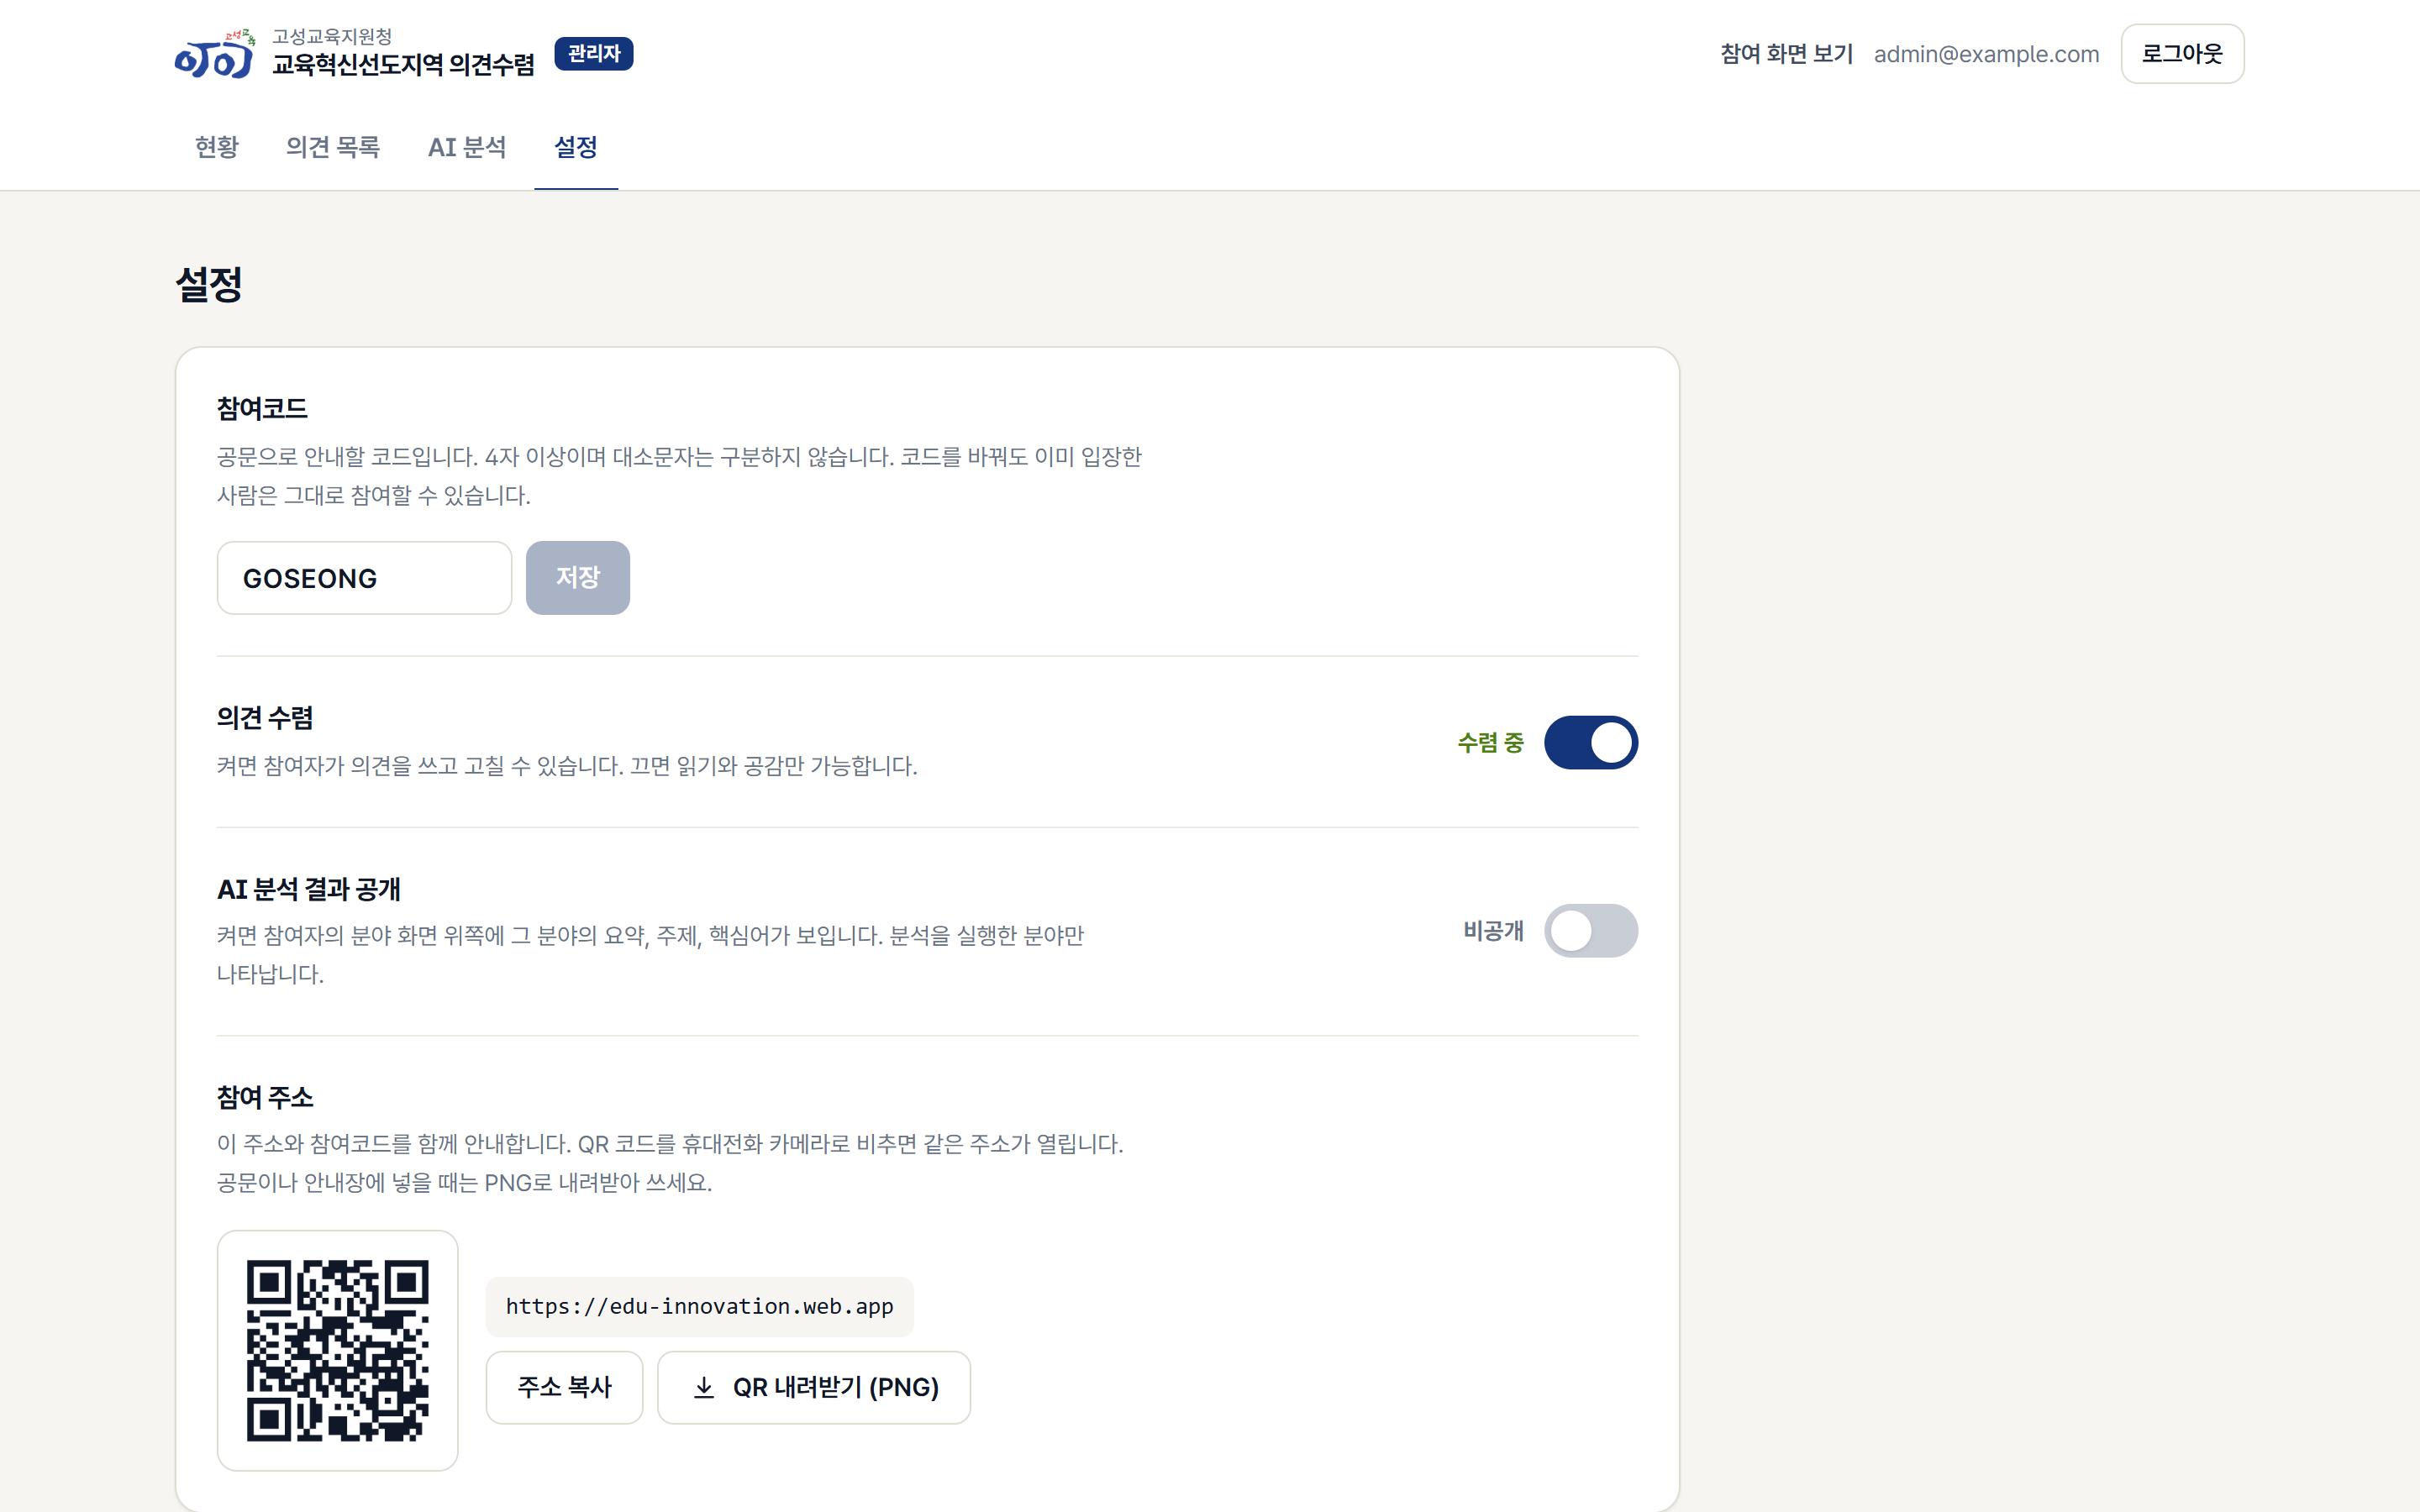 고성교육
고성교육지원청
교육혁신선도지역 의견수렴
관리자
참여 화면 보기
admin@example.com
로그아웃
현황
의견 목록
AI 분석
설정
설정
참여코드
공문으로 안내할 코드입니다. 4자 이상이며 대소문자는 구분하지 않습니다. 코드를 바꿔도 이미 입장한
사람은 그대로 참여할 수 있습니다.
GOSEONG
저장
의견 수렴
켜면 참여자가 의견을 쓰고 고칠 수 있습니다. 끄면 읽기와 공감만 가능합니다.
수렴 중
AI 분석 결과 공개
켜면 참여자의 분야 화면 위쪽에 그 분야의 요약, 주제, 핵심어가 보입니다. 분석을 실행한 분야만
나타납니다.
비공개
참여 주소
이 주소와 참여코드를 함께 안내합니다. QR 코드를 휴대전화 카메라로 비추면 같은 주소가 열립니다.
공문이나 안내장에 넣을 때는 PNG로 내려받아 쓰세요.
https://edu-innovation.web.app
주소 복사
QR 내려받기 (PNG)